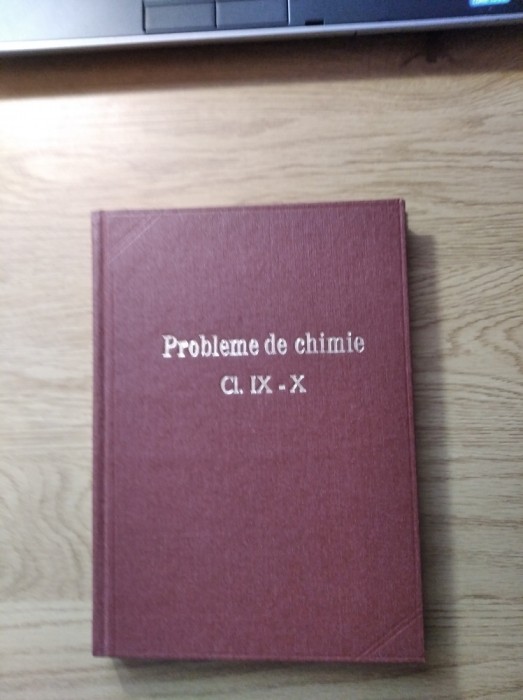 Probleme de chimie
Cl. IX - X